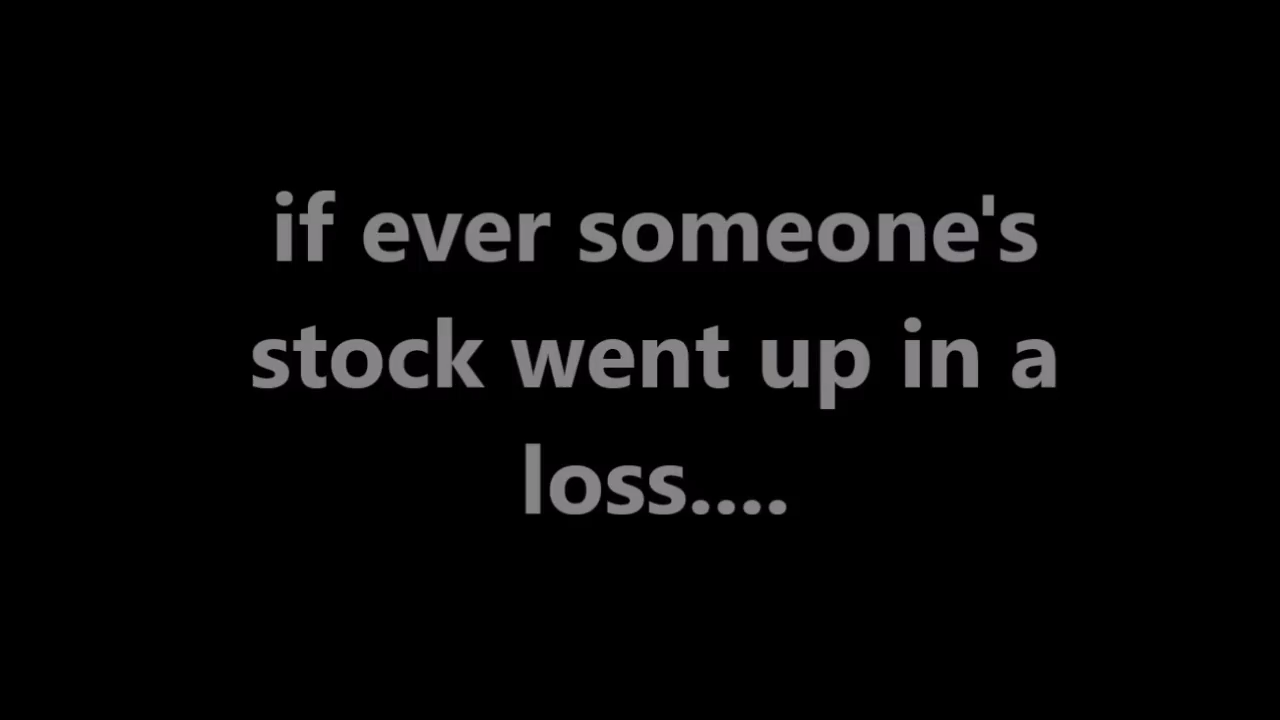 if ever someone's
stock went up in a
loss....